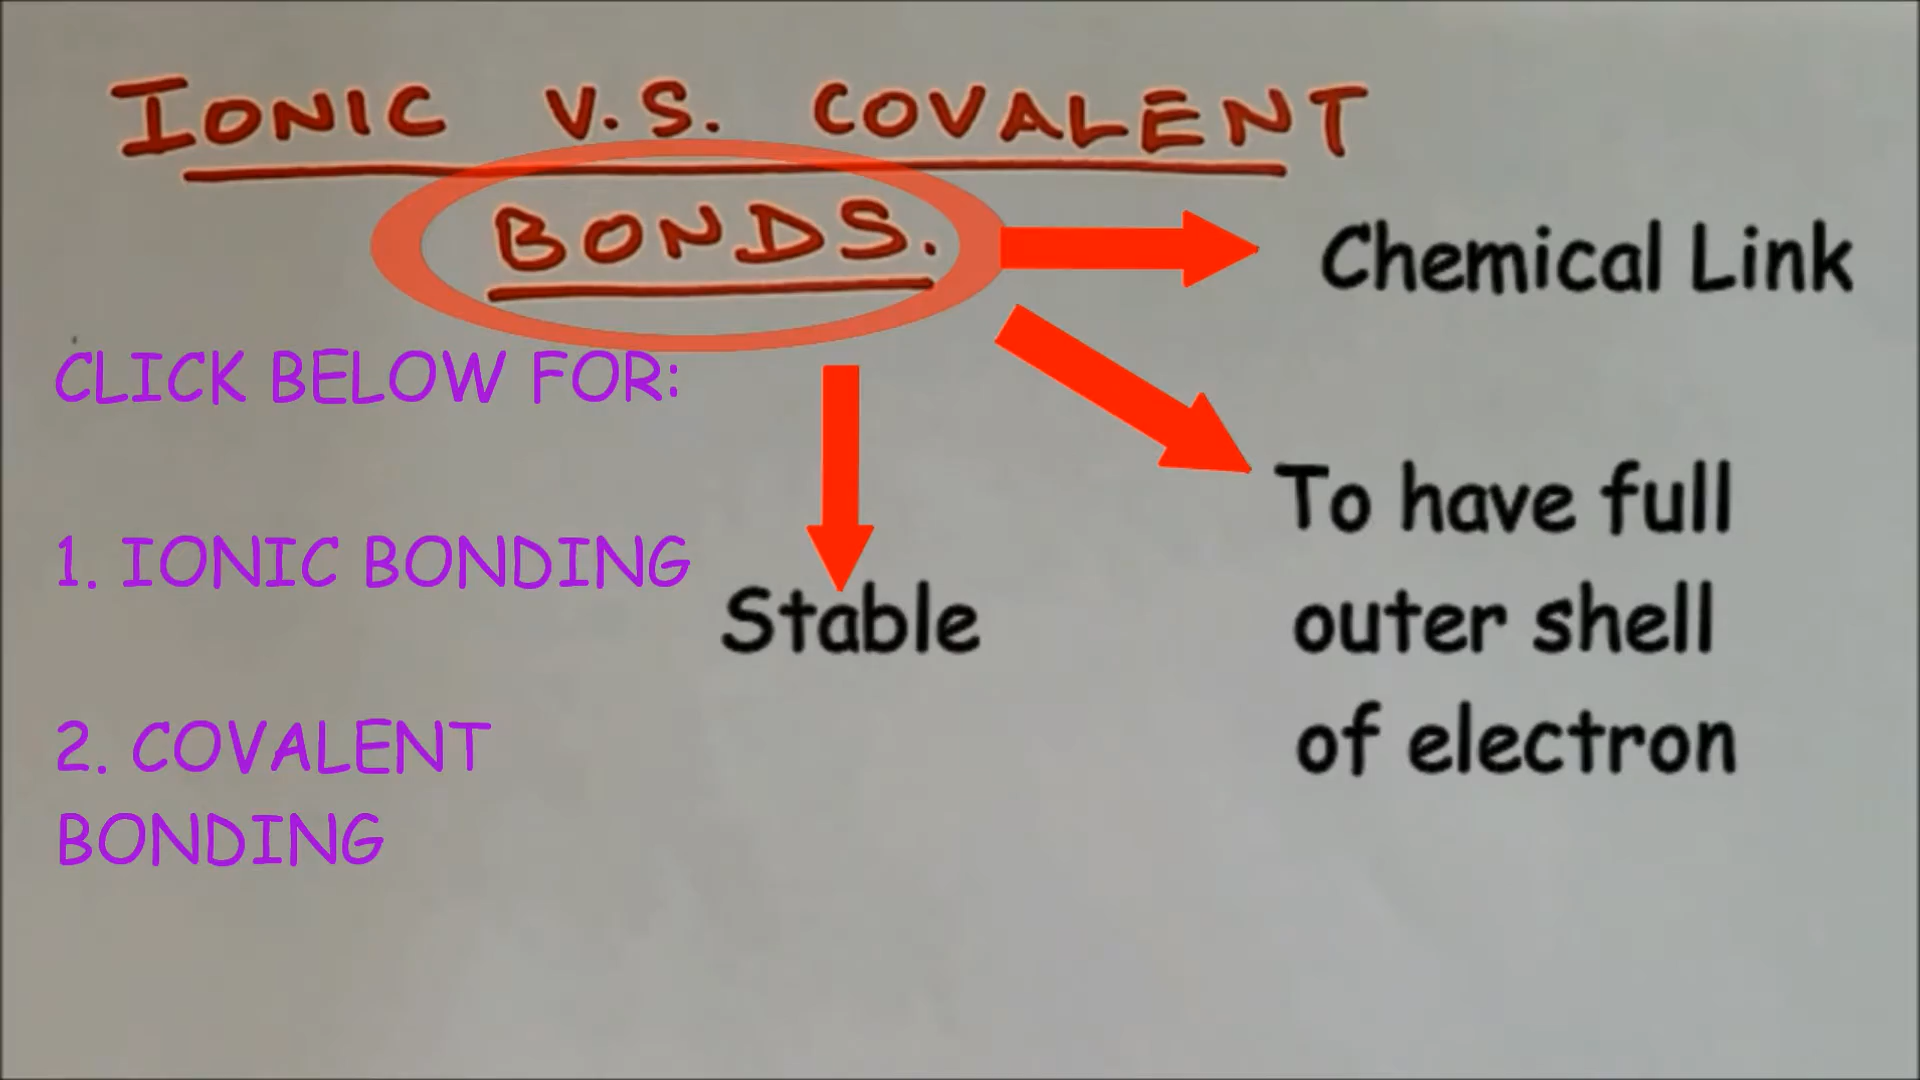 IONIC V.S. COVALENT
BONDS.
Chemical Link
CLICK BELOW FOR:
To have full
1. IONIC BONDING
Stable
outer shell
of electron
2. COVALENT
BONDING